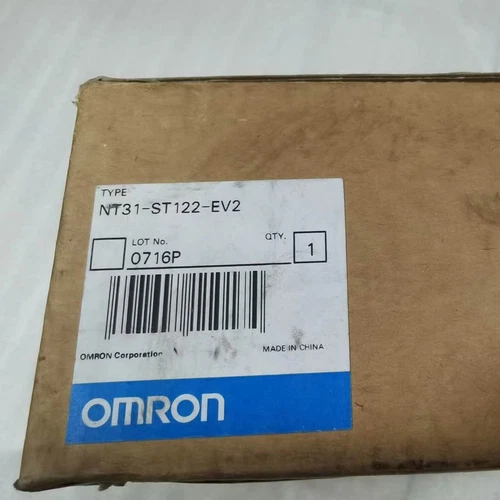 TYPE
NT31-ST122-EV2
LOT No.
QTY.
0716P
1
OMRON Corporation
MADE IN CHINA
OMRON